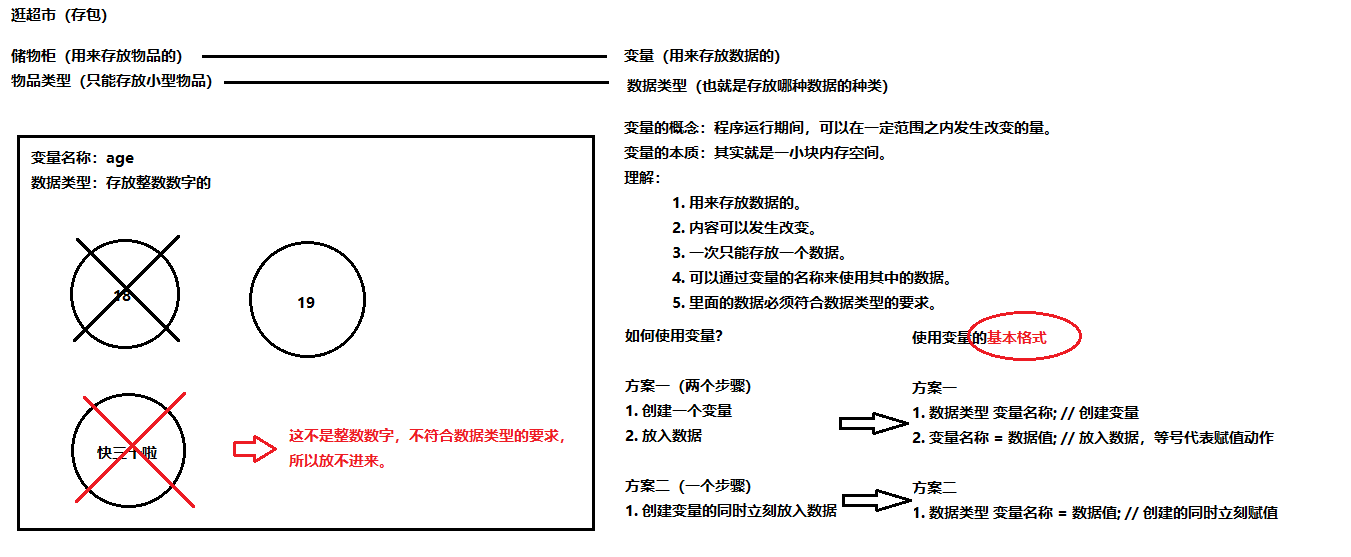 逛超市（存包）
储物柜（用来存放物品的）
变量（用来存放数据的）
物品类型（只能存放小型物品）
数据类型（也就是存放哪种数据的种类）
变量名称：age
数据类型：存放整数数字的
18
19
快三十啦
这不是整数数字，不符合数据类型的要求，
所以放不进来。
变量的概念：程序运行期间，可以在一定范围之内发生改变的量。
变量的本质：其实就是一小块内存空间。
理解：
1. 用来存放数据的。
2. 内容可以发生改变。
3. 一次只能存放一个数据。
4. 可以通过变量的名称来使用其中的数据。
5. 里面的数据必须符合数据类型的要求。
如何使用变量？
使用变量的基本格式
方案一（两个步骤）
1. 创建一个变量
2. 放入数据
方案一
1. 数据类型 变量名称; // 创建变量
2. 变量名称 = 数据值; // 放入数据，等号代表赋值动作
方案二（一个步骤）
1. 创建变量的同时立刻放入数据
方案二
1. 数据类型 变量名称 = 数据值; // 创建的同时立刻赋值